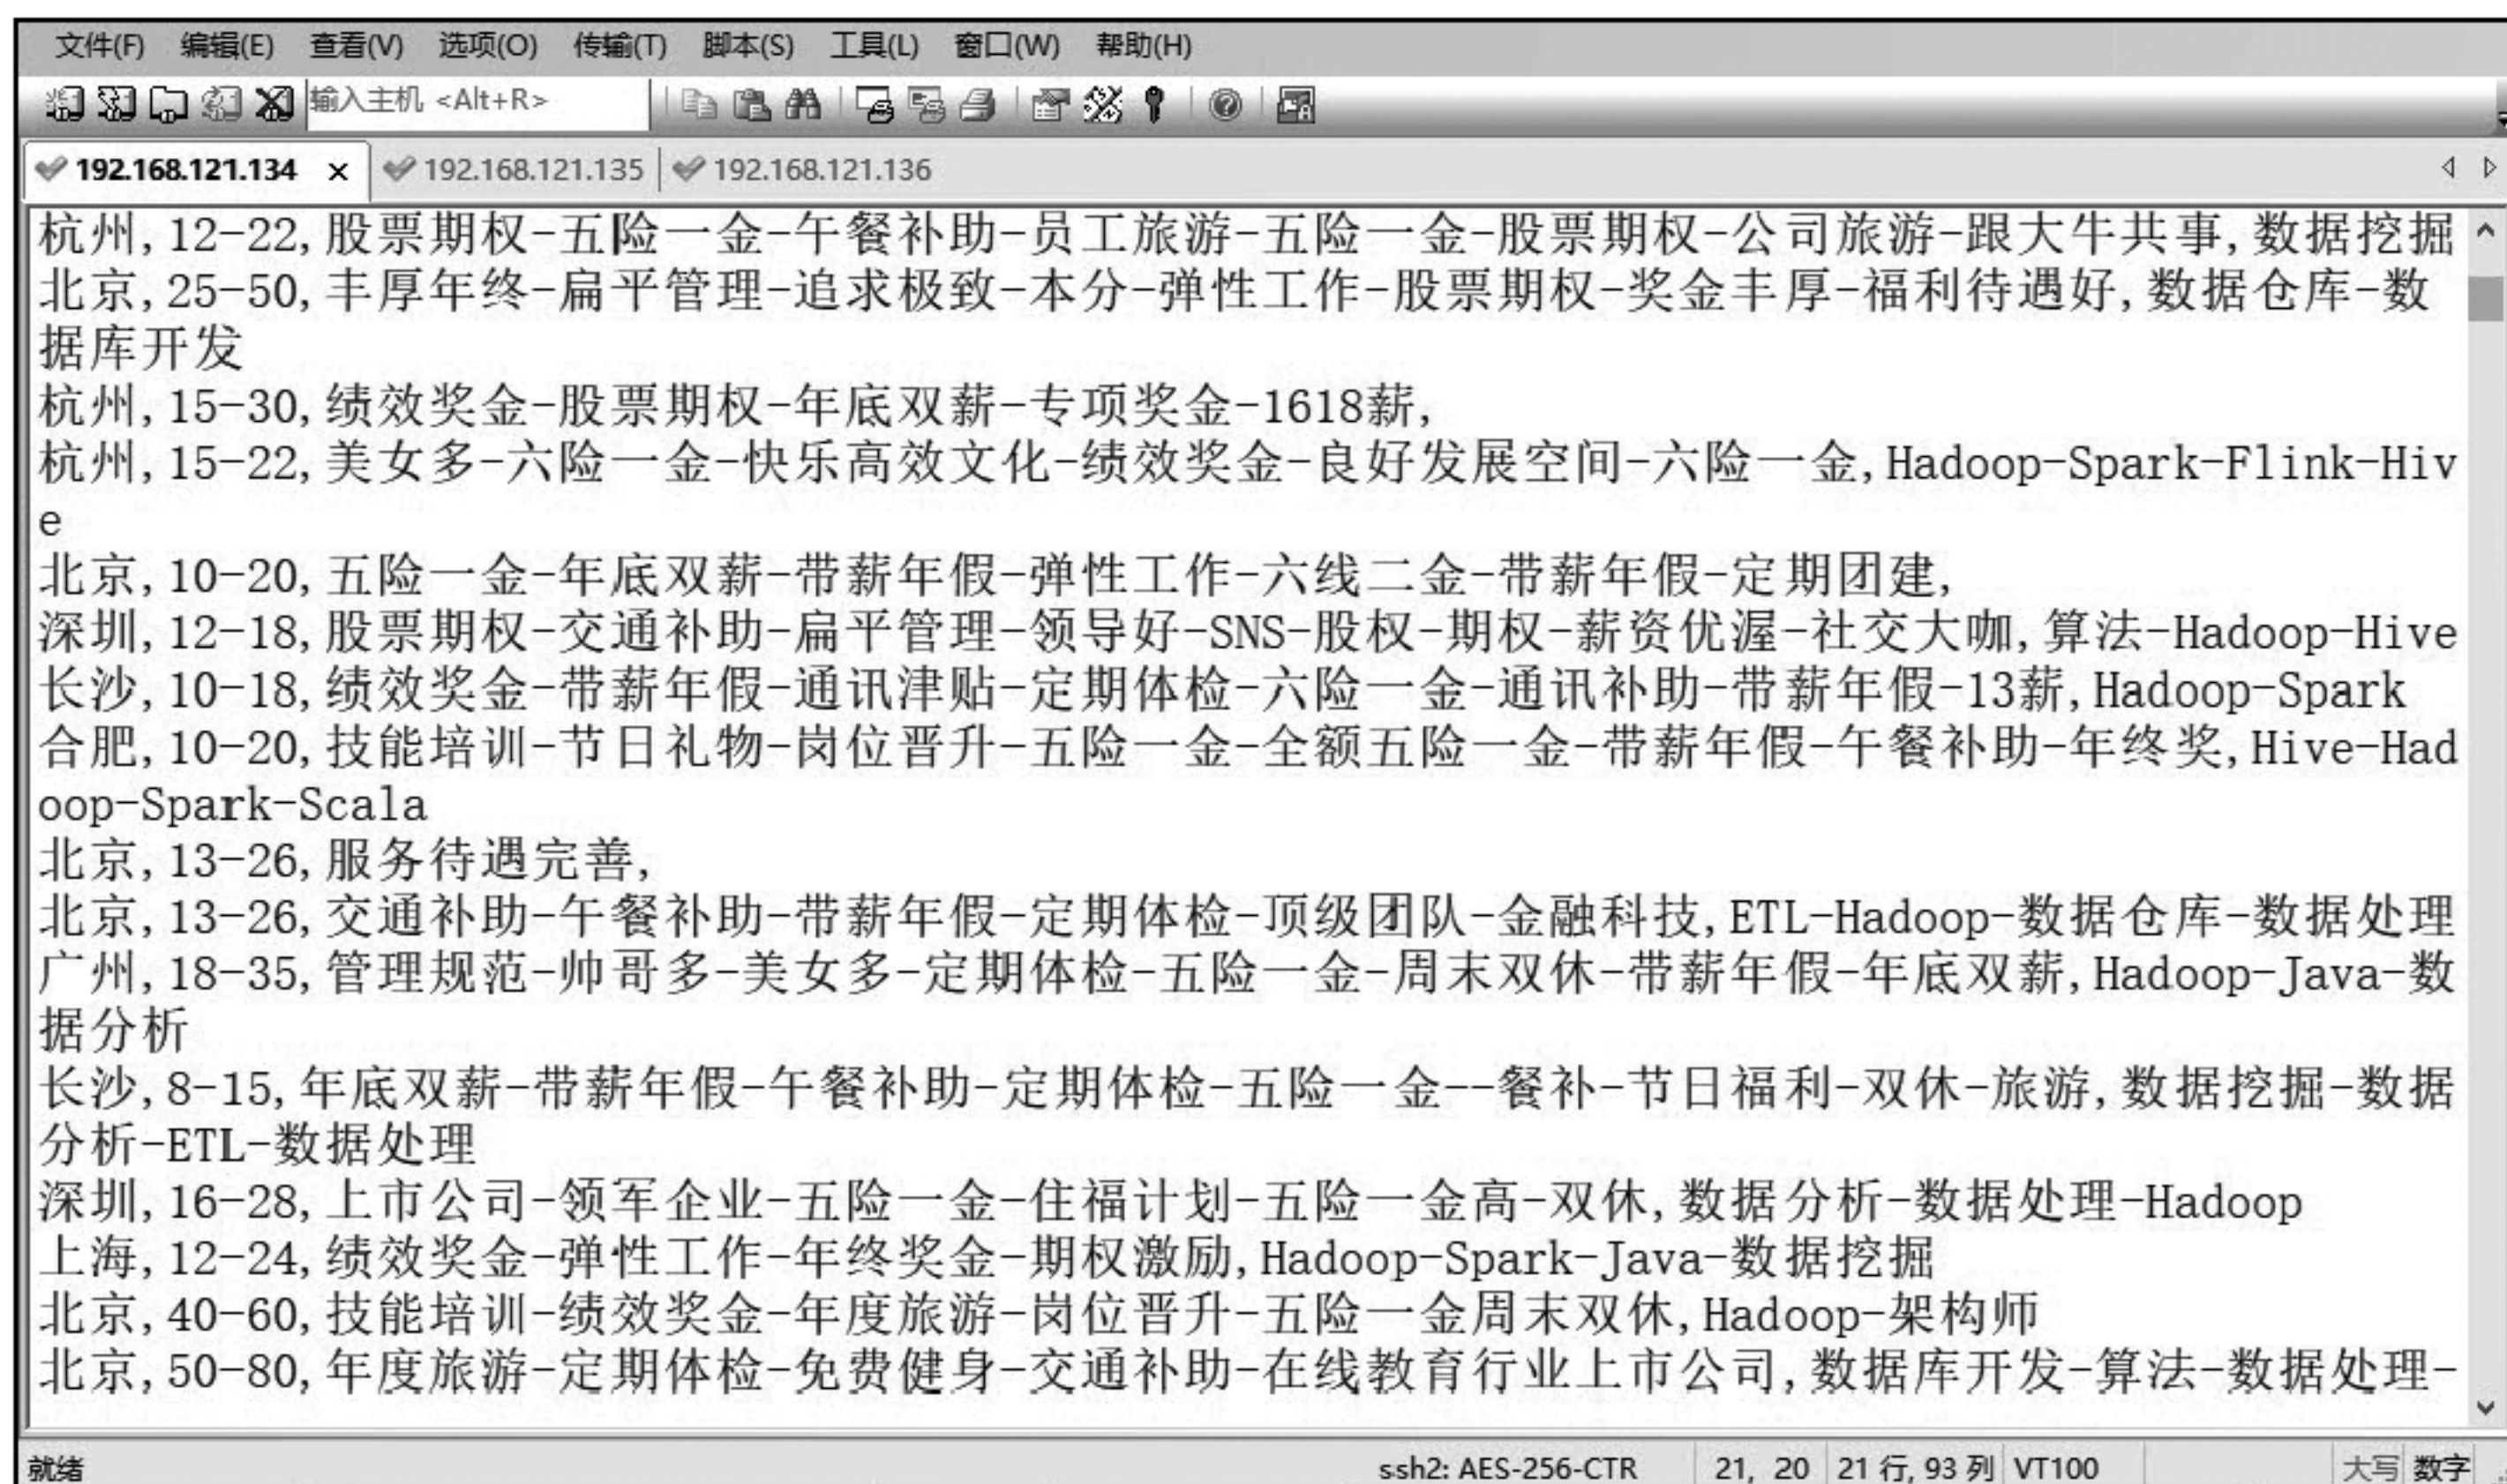 文件(F) 编辑(E) 查看(V) 选项(O) 传输(T) 脚本(S) 工具(L) 窗口(W) 帮助(H)
输入主机 <Alt+R>
192.168.121.134 x 192.168.121.135 192.168.121.136
杭州,12-22,股票期权-五险一金-午餐补助-员工旅游-五险一金-股票期权-公司旅游-跟大牛共事,数据挖掘
北京,25-50,丰厚年终-扁平管理-追求极致-本分-弹性工作-股票期权-奖金丰厚-福利待遇好,数据仓库-数
据库开发
杭州,15-30,绩效奖金-股票期权-年底双薪-专项奖金-1618薪,
杭州,15-22,美女多-六险一金-快乐高效文化-绩效奖金-良好发展空间-六险一金,Hadoop-Spark-Flink-Hiv
e
北京,10-20,五险一金-年底双薪-带薪年假-弹性工作-六线二金-带薪年假-定期团建,
深圳,12-18,股票期权-交通补助-扁平管理-领导好-SNS-股权-期权-薪资优渥-社交大咖,算法-Hadoop-Hive
长沙,10-18,绩效奖金-带薪年假-通讯津贴-定期体检-六险一金-通讯补助-带薪年假-13薪,Hadoop-Spark
合肥,10-20,技能培训-节日礼物-岗位晋升-五险一金-全额五险一金-带薪年假-午餐补助-年终奖,Hive-Had
oop-Spark-Scala
北京,13-26,服务待遇完善,
北京,13-26,交通补助-午餐补助-带薪年假-定期体检-顶级团队-金融科技,ETL-Hadoop-数据仓库-数据处理
广州,18-35,管理规范-帅哥多-美女多-定期体检-五险一金-周末双休-带薪年假-年底双薪,Hadoop-Java-数
据分析
长沙,8-15,年底双薪-带薪年假-午餐补助-定期体检-五险一金--餐补-节日福利-双休-旅游,数据挖掘-数据
分析-ETL-数据处理
深圳,16-28,上市公司-领军企业-五险一金-住福计划-五险一金高-双休,数据分析-数据处理-Hadoop
上海,12-24,绩效奖金-弹性工作-年终奖金-期权激励,Hadoop-Spark-Java-数据挖掘
北京,40-60,技能培训-绩效奖金-年度旅游-岗位晋升-五险一金周末双休,Hadoop-架构师
北京,50-80,年度旅游-定期体检-免费健身-交通补助-在线教育行业上市公司,数据库开发-算法-数据处理-
就绪 ssh2: AES-256-CTR 21, 20 21 行, 93 列 VT100 大写 数字